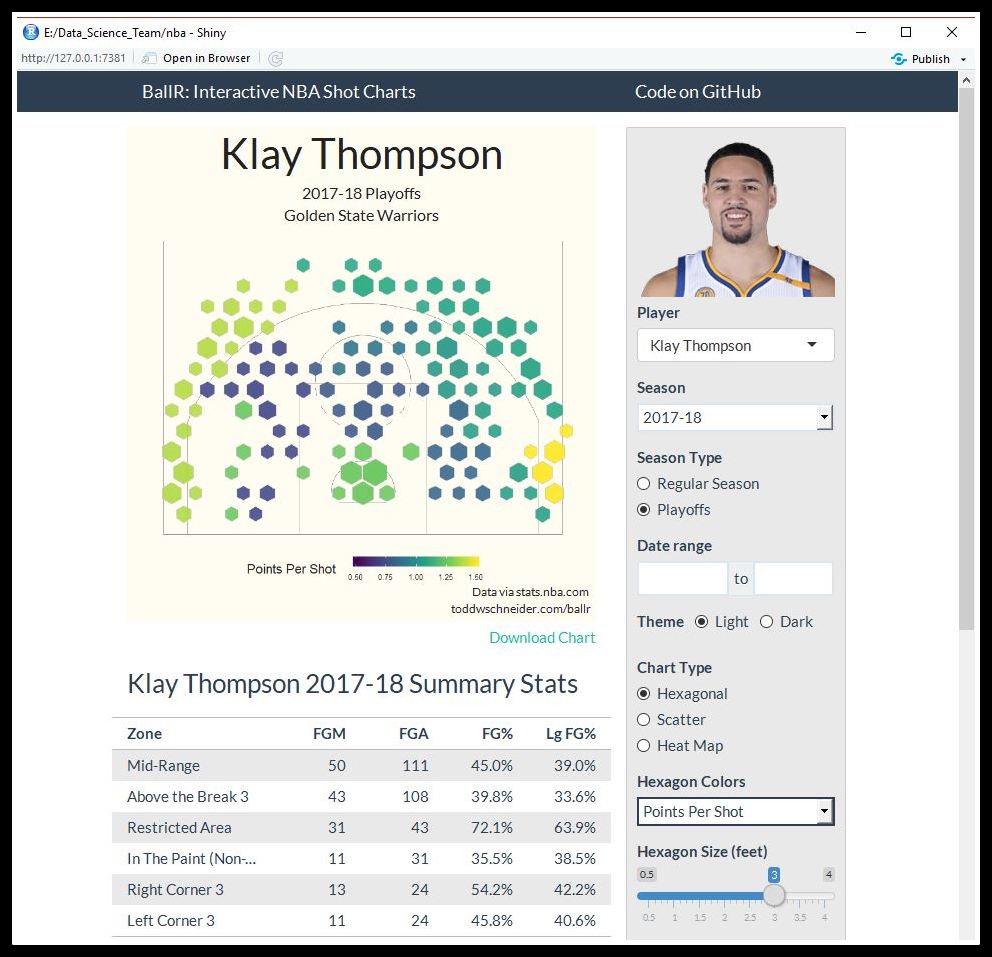 E:/Data_Science_Team/nba - Shiny
http://127.0.0.1:7381 Open in Browser Publish
BallR: Interactive NBA Shot Charts Code on GitHub
Klay Thompson
2017-18 Playoffs
Golden State Warriors
Points Per Shot
0.50 0.75 1.00 1.25 1.50
Data via stats.nba.com
toddwschneider.com/ballr
Download Chart
Klay Thompson 2017-18 Summary Stats
Zone FGM FGA FG% Lg FG%
Mid-Range 50 111 45.0% 39.0%
Above the Break 3 43 108 39.8% 33.6%
Restricted Area 31 43 72.1% 63.9%
In The Paint (Non-... 11 31 35.5% 38.5%
Right Corner 3 13 24 54.2% 42.2%
Left Corner 3 11 24 45.8% 40.6%
Player
Klay Thompson
Season
2017-18
Season Type
Regular Season
Playoffs
Date range
to
Theme Light Dark
Chart Type
Hexagonal
Scatter
Heat Map
Hexagon Colors
Points Per Shot
Hexagon Size (feet)
0.5 3 4
0.5 1 1.5 2 2.5 3 3.5 4